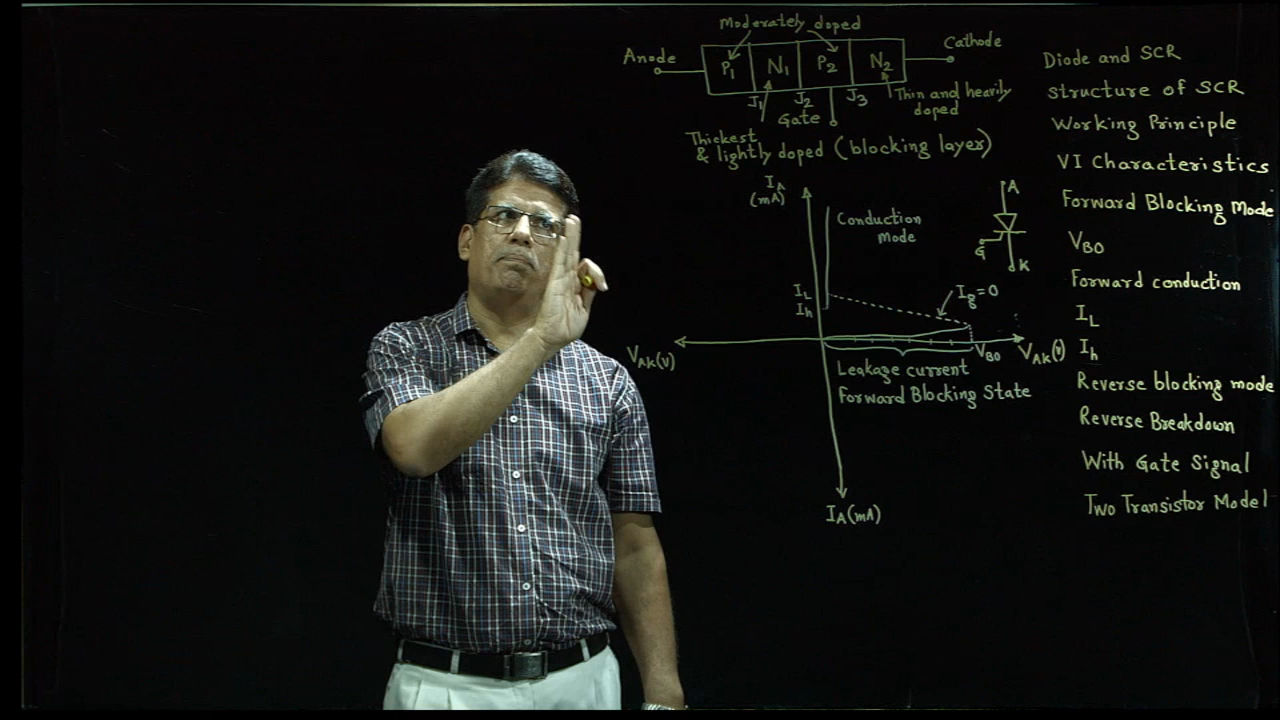 Moderately doped
Anode
P1 N1 P2 N2
Cathode
J1 J2 J3
Gate
Thin and heavily
doped
Thickest
& lightly doped (blocking layer)
IA
(mA)
Conduction
mode
A
G
K
IL
Ih
Ig=0
VAK(V)
VBO
VAK(V)
Leakage current
Forward Blocking State
IA(mA)
Diode and SCR
structure of SCR
Working Principle
VI Characteristics
Forward Blocking Mode
VBO
Forward conduction
IL
Ih
Reverse blocking mode
Reverse Breakdown
With Gate Signal
Two Transistor Model